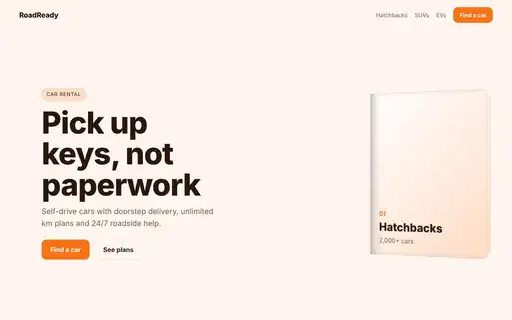 RoadReady
Hatchbacks SUVs EVs Find a car
CAR RENTAL
Pick up
keys, not
paperwork
Self-drive cars with doorstep delivery, unlimited
km plans and 24/7 roadside help.
Find a car See plans
01
Hatchbacks
2,000+ cars